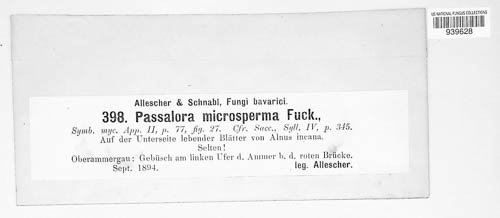 US NATIONAL FUNGUS COLLECTIONS
939628
Allescher & Schnabl, Fungi bavarici.
398. Passalora microsperma Fuck.,
Symb. myc. App. II, p. 77, fig. 27. Cfr. Sacc., Syll. IV, p. 345.
Auf der Unterseite lebender Blätter von Alnus incana.
Selten!
Oberammergau: Gebüsch am linken Ufer d. Ammer b. d. roten Brücke.
Sept. 1894. leg. Allescher.